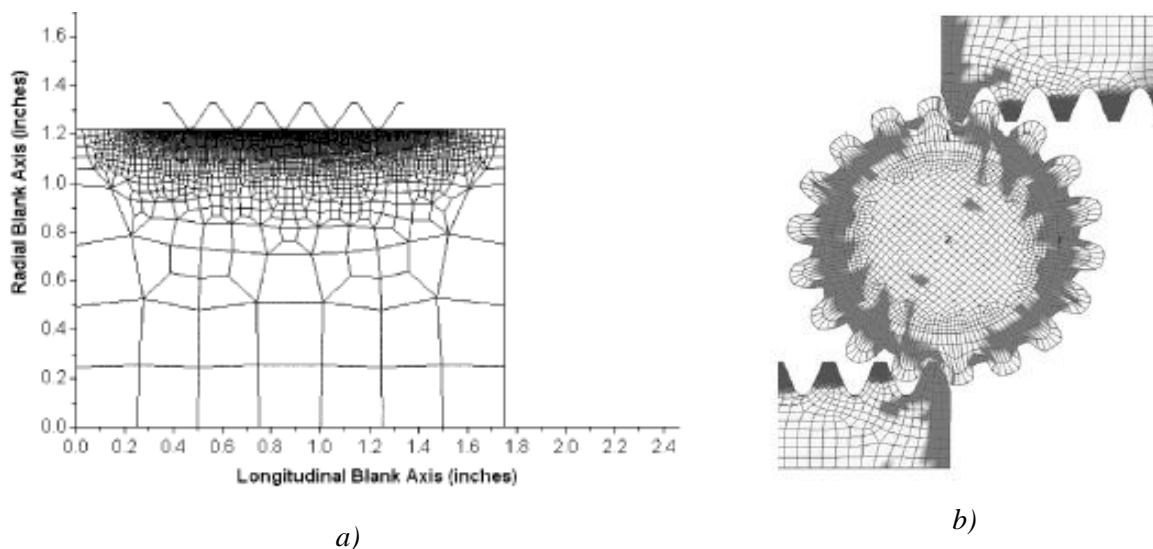 1.6
1.4
1.2
1.0
0.8
0.6
0.4
0.2
0.0
Radial Blank Axis (inches)
0.0 0.2 0.4 0.6 0.8 1.0 1.2 1.4 1.6 1.8 2.0 2.2 2.4
Longitudinal Blank Axis (inches)
a)
z
b)